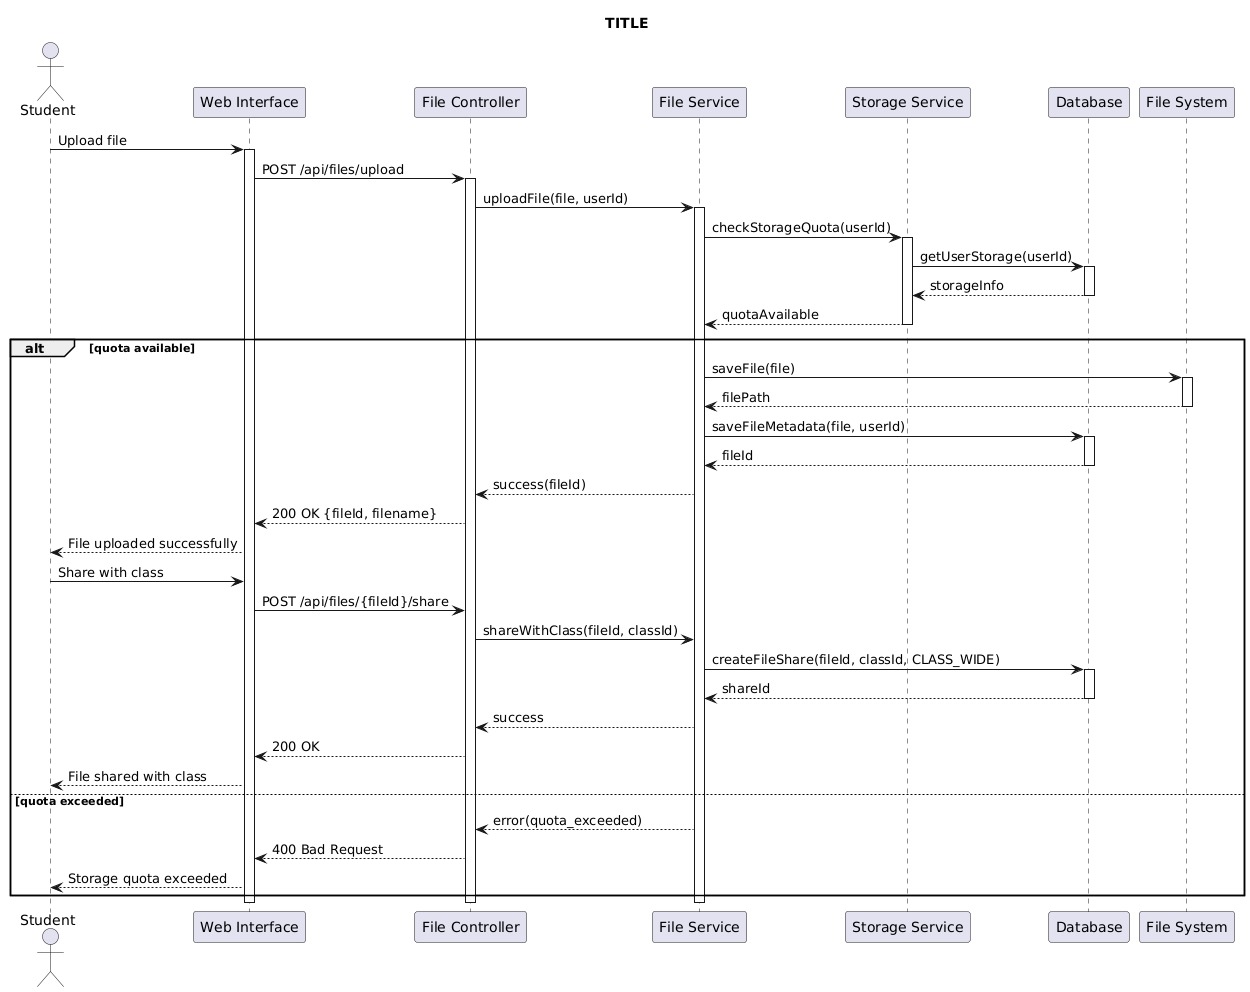 TITLE
Student
Web Interface
File Controller
File Service
Storage Service
Database
File System
Upload file
POST /api/files/upload
uploadFile(file, userId)
checkStorageQuota(userId)
getUserStorage(userId)
storageInfo
quotaAvailable
alt
[quota available]
saveFile(file)
filePath
saveFileMetadata(file, userId)
fileId
success(fileId)
200 OK {fileId, filename}
File uploaded successfully
Share with class
POST /api/files/{fileId}/share
shareWithClass(fileId, classId)
createFileShare(fileId, classId, CLASS_WIDE)
shareId
success
200 OK
File shared with class
[quota exceeded]
error(quota_exceeded)
400 Bad Request
Storage quota exceeded
Student
Web Interface
File Controller
File Service
Storage Service
Database
File System